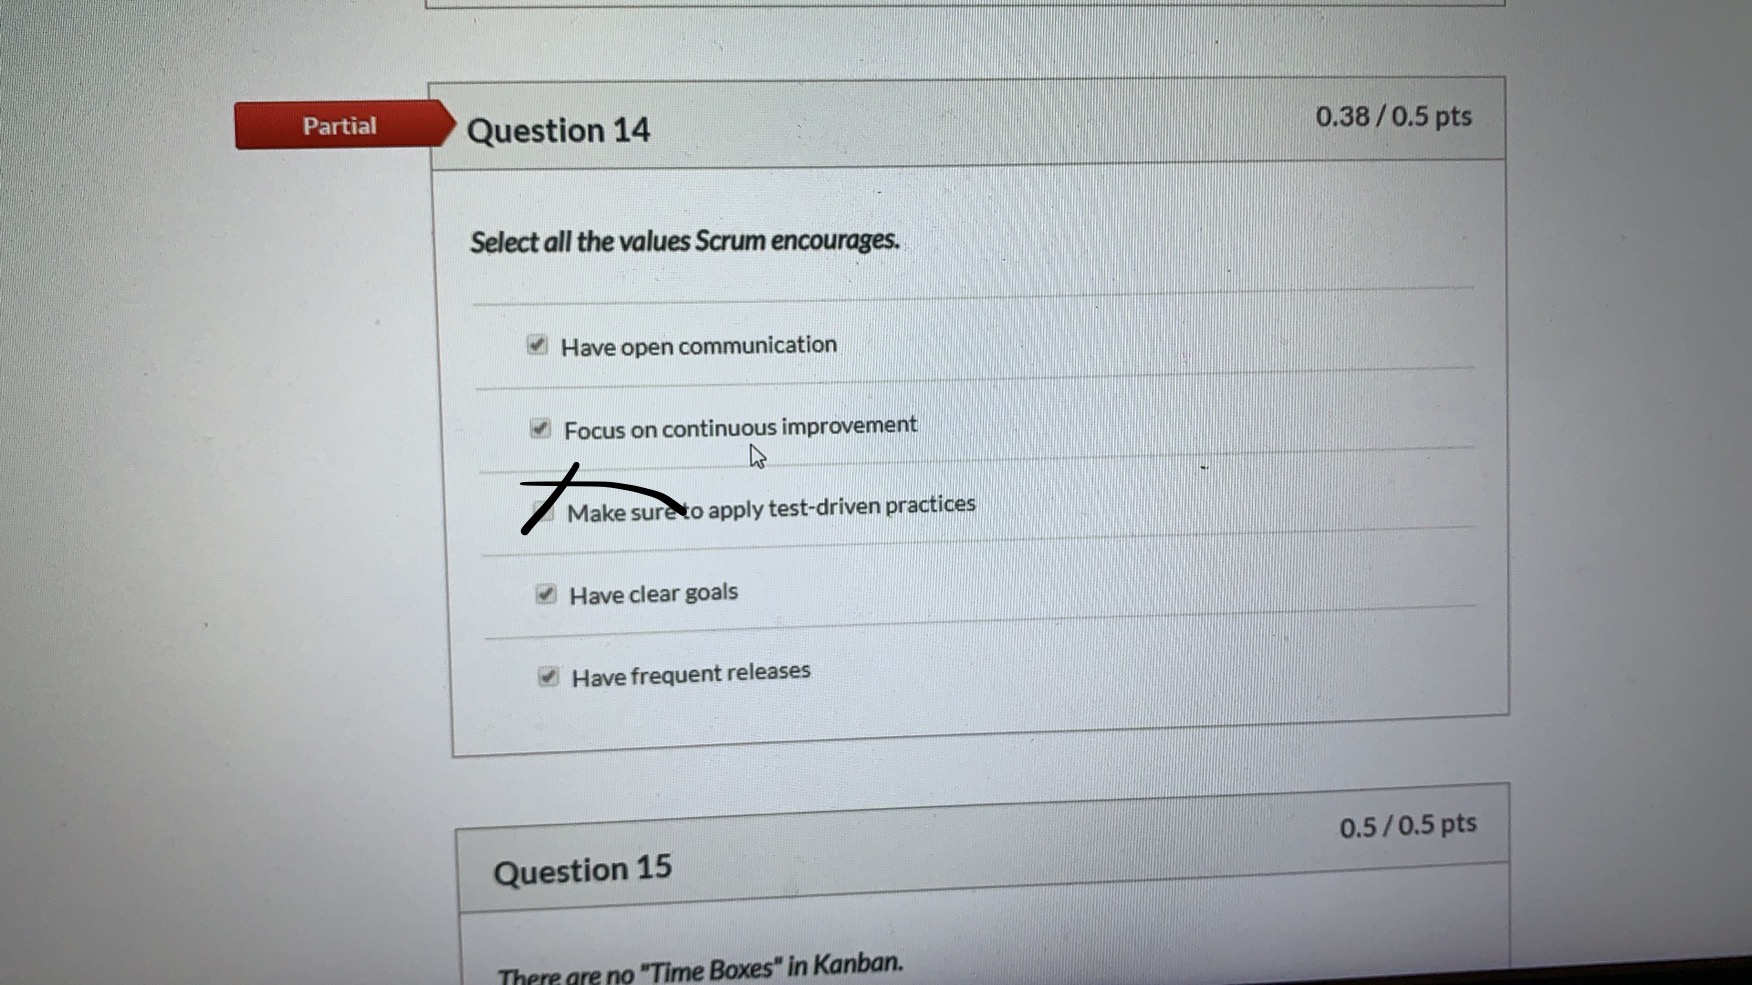 Partial
Question 14
0.38 / 0.5 pts
Select all the values Scrum encourages.
Have open communication
Focus on continuous improvement
Make sure to apply test-driven practices
Have clear goals
Have frequent releases
Question 15
0.5 / 0.5 pts
There are no "Time Boxes" in Kanban.